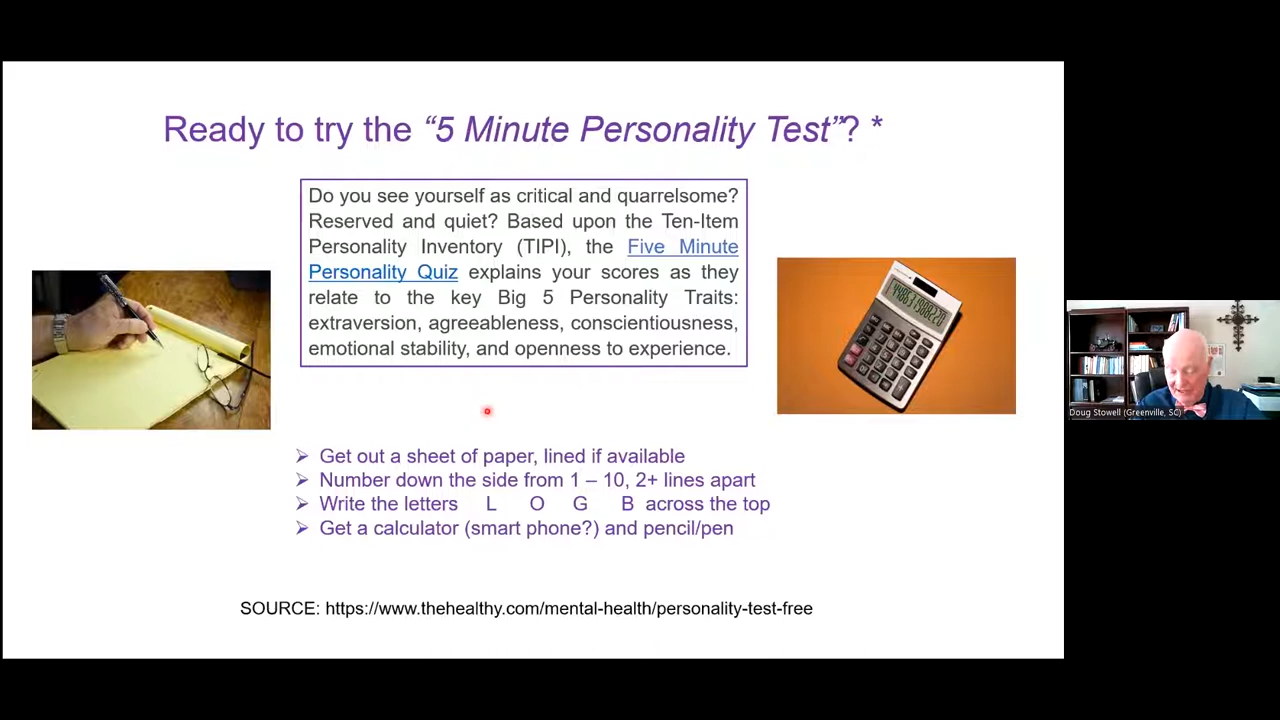 Ready to try the “5 Minute Personality Test”? *
Do you see yourself as critical and quarrelsome?
Reserved and quiet? Based upon the Ten-Item
Personality Inventory (TIPI), the Five Minute
Personality Quiz explains your scores as they
relate to the key Big 5 Personality Traits:
extraversion, agreeableness, conscientiousness,
emotional stability, and openness to experience.
➢ Get out a sheet of paper, lined if available
➢ Number down the side from 1 – 10, 2+ lines apart
➢ Write the letters L O G B across the top
➢ Get a calculator (smart phone?) and pencil/pen
SOURCE: https://www.thehealthy.com/mental-health/personality-test-free
Doug Stowell (Greenville, SC)